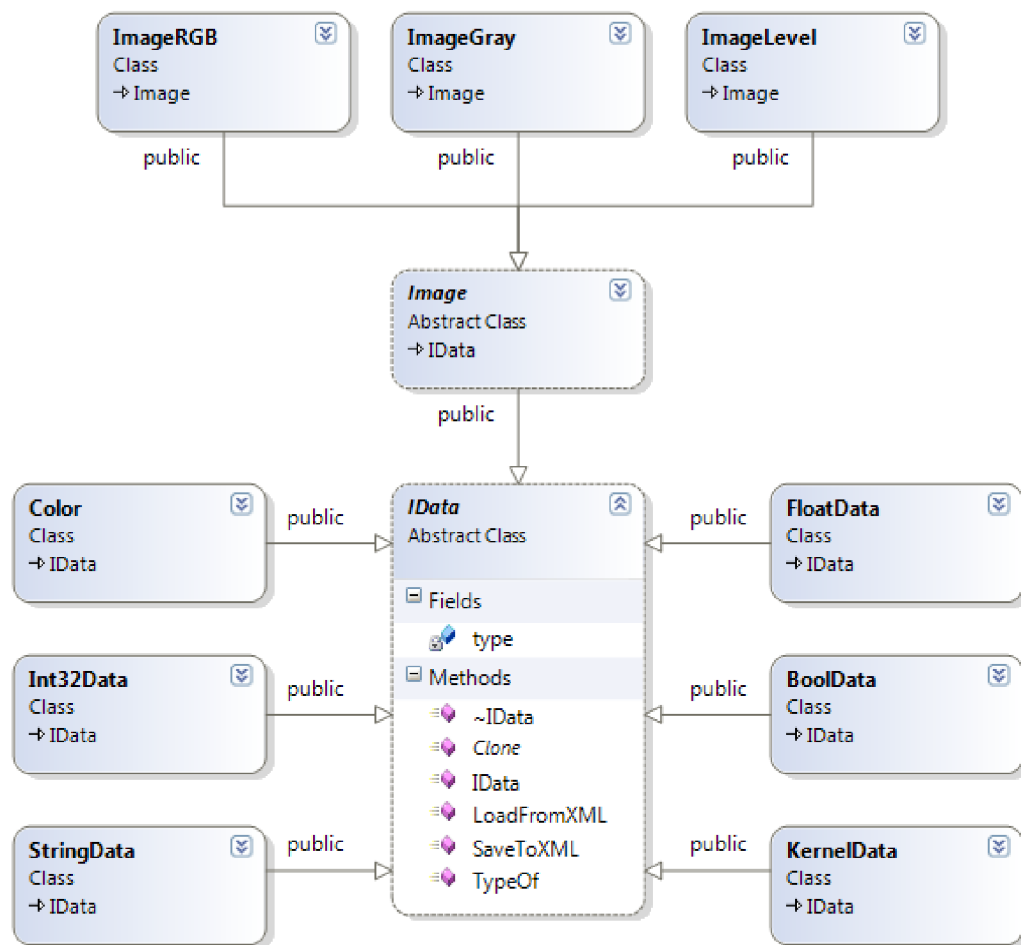 ImageRGB
Class
Image
ImageGray
Class
Image
ImageLevel
Class
Image
public
public
public
Image
Abstract Class
IData
public
Color
Class
IData
public
Int32Data
Class
IData
public
StringData
Class
IData
public
IData
Abstract Class
Fields
type
Methods
~IData
Clone
IData
LoadFromXML
SaveToXML
TypeOf
public
FloatData
Class
IData
public
BoolData
Class
IData
public
KernelData
Class
IData